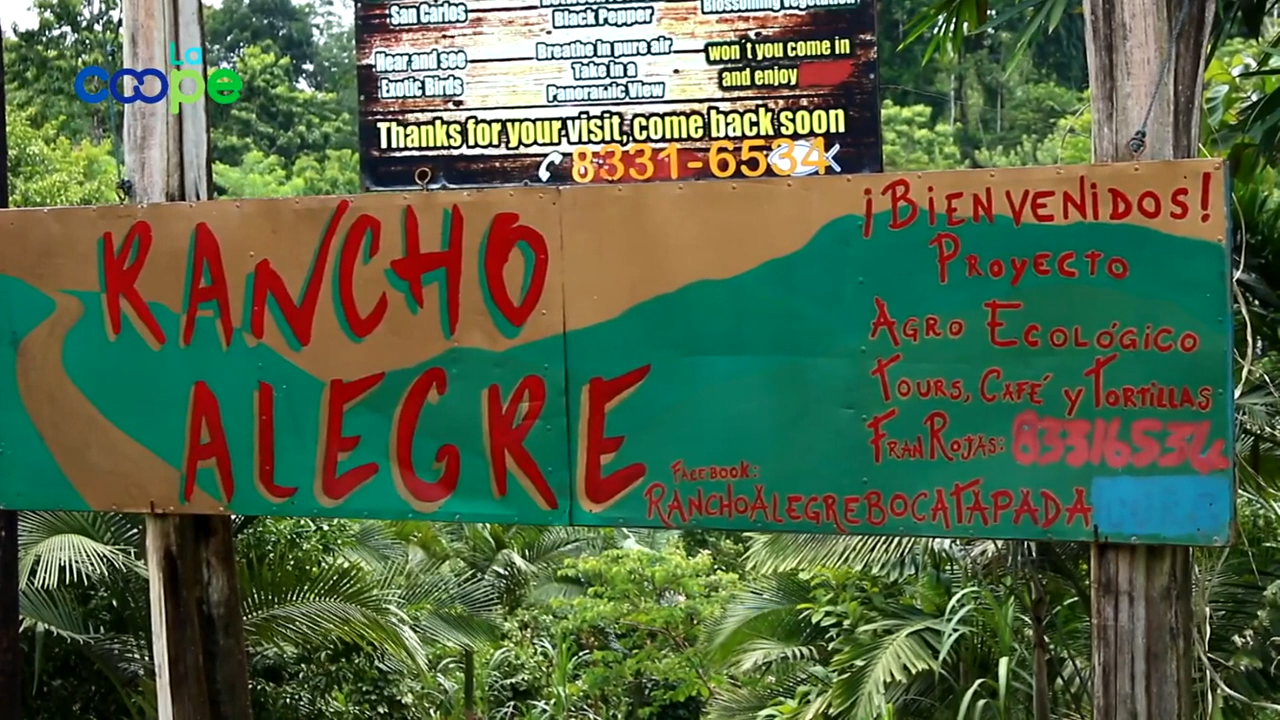 La
coope
San Carlos
Black Pepper
Blossoming Vegetation
Hear and see
Exotic Birds
Breathe in pure air
Take in a
Panoramic View
won´t you come in
and enjoy
Thanks for your visit, come back soon
8331-6534
RANCHO
ALEGRE
¡BIENVENIDOS!
PROYECTO
AGRO ECOLÓGICO
TOURS, CAFÉ Y TORTILLAS
FRAN ROJAS: 83316534
FACEBOOK:
RANCHOALEGREBOCATAPADA